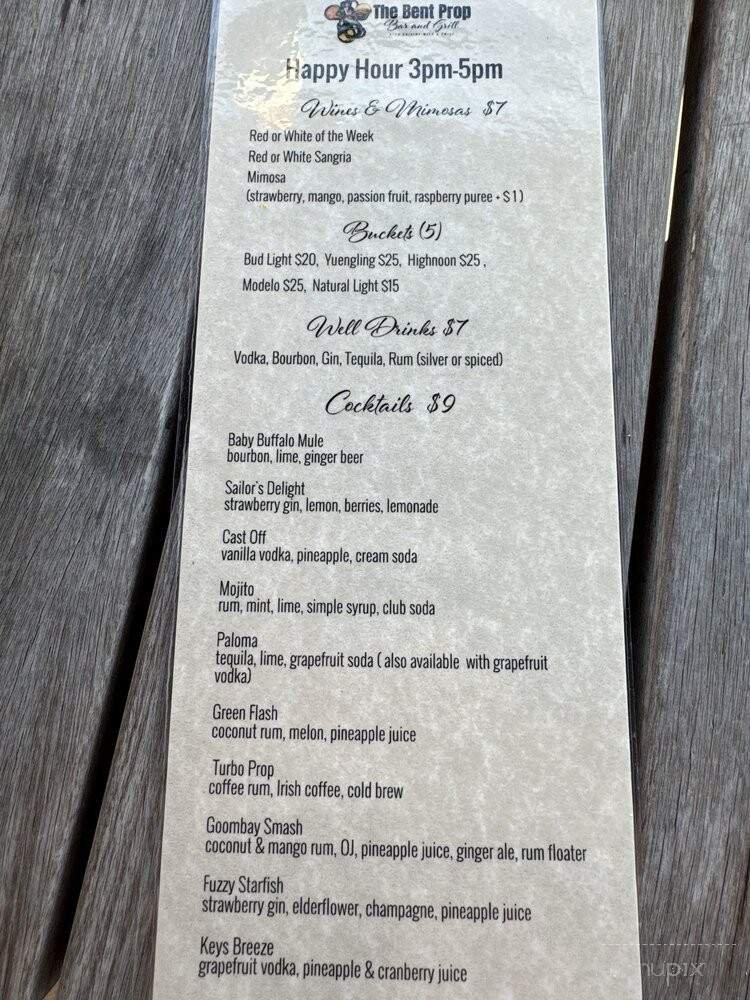 The Bent Prop
Bar and Grill
Happy Hour 3pm-5pm
Wines & Mimosas $7
Red or White of the Week
Red or White Sangria
Mimosa
(strawberry, mango, passion fruit, raspberry puree + $1)
Buckets (5)
Bud Light $20, Yuengling $25, Highnoon $25 ,
Modelo $25, Natural Light $15
Well Drinks $7
Vodka, Bourbon, Gin, Tequila, Rum (silver or spiced)
Cocktails $9
Baby Buffalo Mule
bourbon, lime, ginger beer
Sailor's Delight
strawberry gin, lemon, berries, lemonade
Cast Off
vanilla vodka, pineapple, cream soda
Mojito
rum, mint, lime, simple syrup, club soda
Paloma
tequila, lime, grapefruit soda ( also available with grapefruit
vodka)
Green Flash
coconut rum, melon, pineapple juice
Turbo Prop
coffee rum, Irish coffee, cold brew
Goombay Smash
coconut & mango rum, OJ, pineapple juice, ginger ale, rum floater
Fuzzy Starfish
strawberry gin, elderflower, champagne, pineapple juice
Keys Breeze
grapefruit vodka, pineapple & cranberry juice